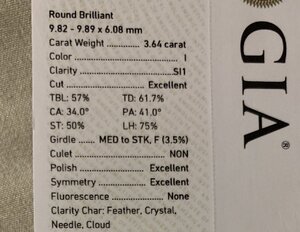 Round Brilliant
9.82 - 9.89 x 6.08 mm
Carat Weight 3.64 carat
Color I
Clarity SI1
Cut Excellent
TBL: 57% TD: 61.7%
CA: 34.0° PA: 41.0°
ST: 50% LH: 75%
Girdle MED to STK, F (3.5%)
Culet NON
Polish Excellent
Symmetry Excellent
Fluorescence None
Clarity Char: Feather, Crystal,
Needle, Cloud
GIA®